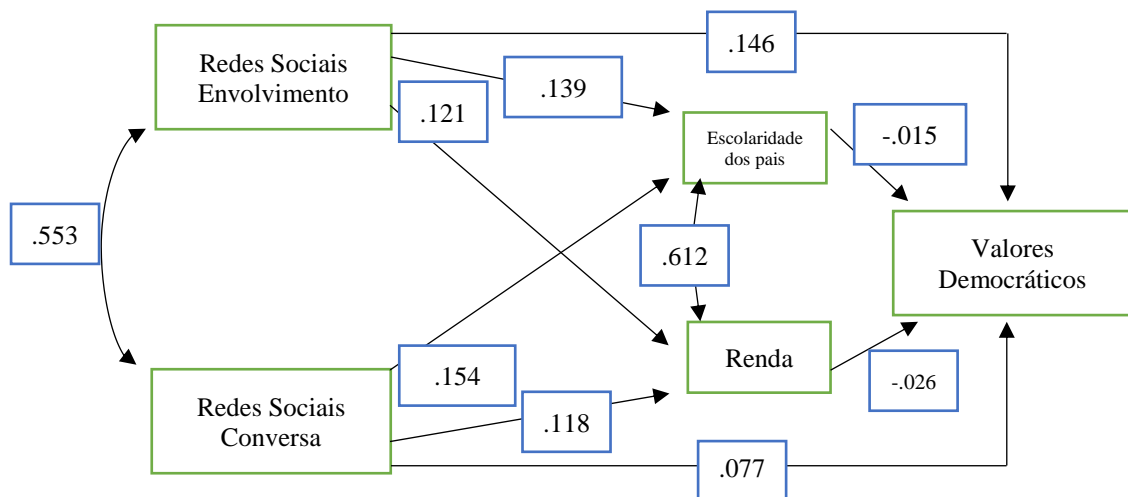 .146
Redes Sociais
Envolvimento
.139
.121
Escolaridade
dos pais
-.015
.553
.612
Valores
Democráticos
Renda
.154
-.026
Redes Sociais
Conversa
.118
.077